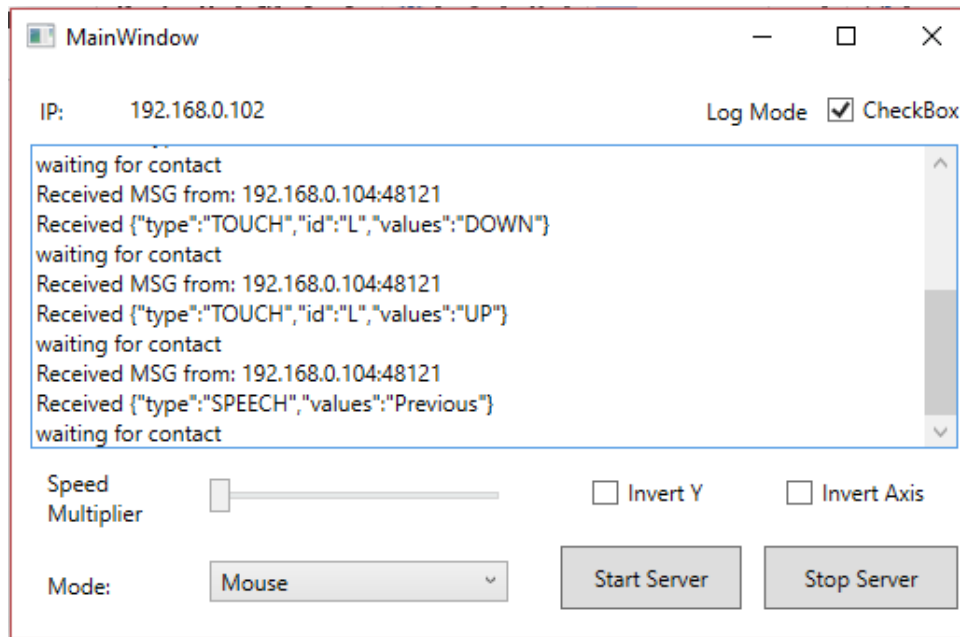 MainWindow
IP: 192.168.0.102 Log Mode CheckBox
waiting for contact
Received MSG from: 192.168.0.104:48121
Received {"type":"TOUCH","id":"L","values":"DOWN"}
waiting for contact
Received MSG from: 192.168.0.104:48121
Received {"type":"TOUCH","id":"L","values":"UP"}
waiting for contact
Received MSG from: 192.168.0.104:48121
Received {"type":"SPEECH","values":"Previous"}
waiting for contact
Speed
Multiplier
Invert Y Invert Axis
Mode: Mouse Start Server Stop Server